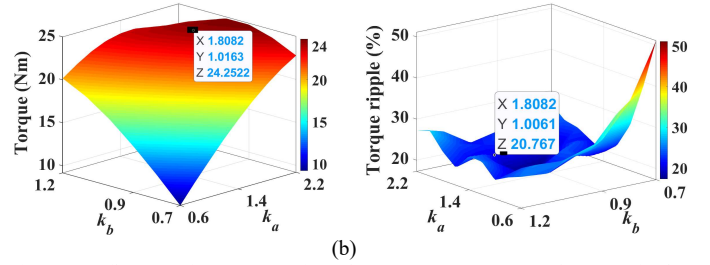 Torque (Nm)
25
20
15
10
1.2
0.9
0.7
0.6
1.4
2.2
k_b
k_a
X 1.8082
Y 1.0163
Z 24.2522
24
20
15
10
Torque ripple (%)
50
40
30
20
2.2
1.4
0.6
1.2
0.9
0.7
k_a
k_b
X 1.8082
Y 1.0061
Z 20.767
50
40
30
20
(b)